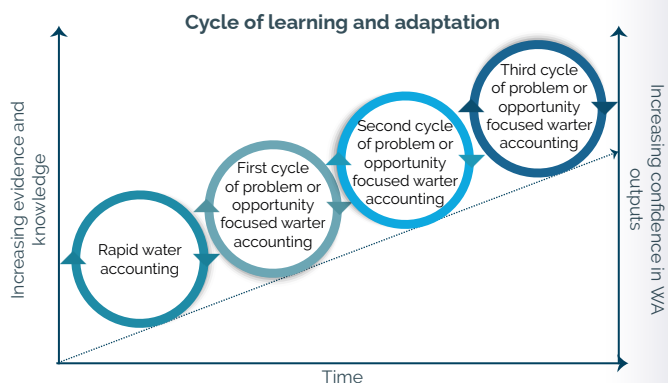 Cycle of learning and adaptation
Increasing evidence and
knowledge
Rapid water
accounting
First cycle
of problem or
opportunity
focused warter
accounting
Second cycle
of problem or
opportunity
focused warter
accounting
Third cycle
of problem or
opportunity
focused warter
accounting
Increasing confidence in WA
outputs
Time